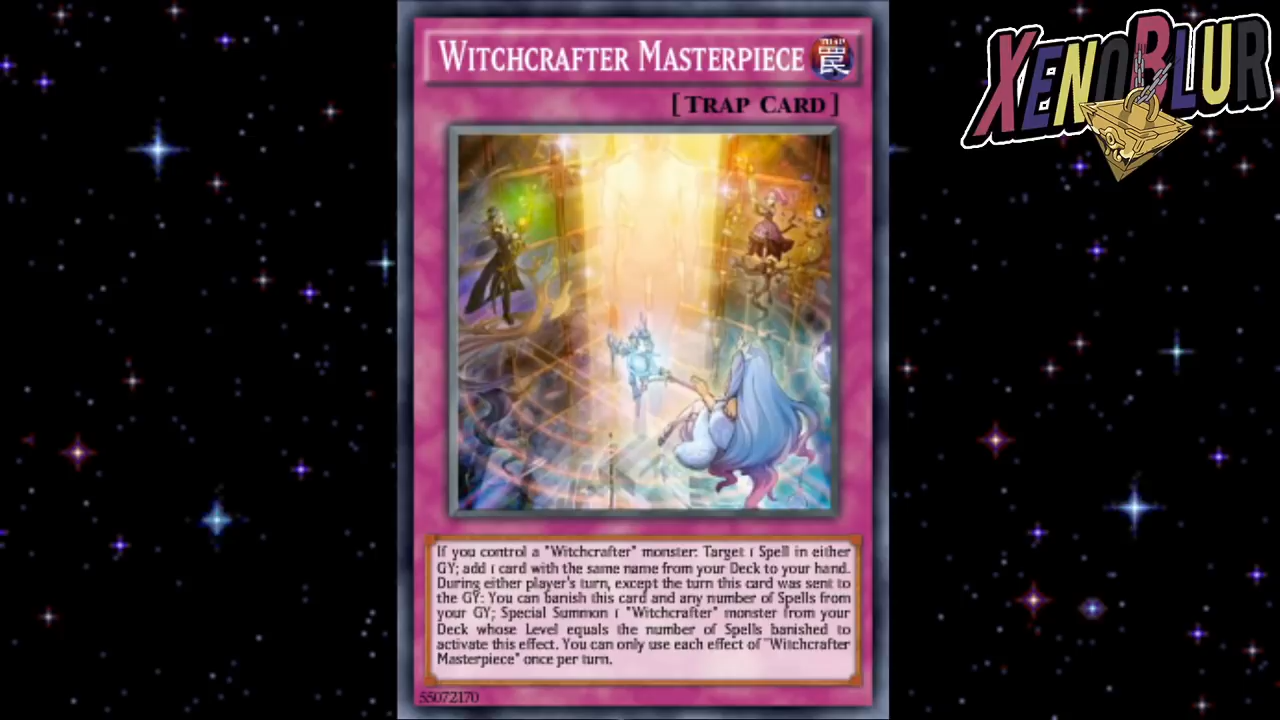 XENOBLUR
WITCHCRAFTER MASTERPIECE
TRAP
罠
[TRAP CARD]
If you control a "Witchcrafter" monster: Target 1 Spell in either
GY; add 1 card with the same name from your Deck to your hand.
During either player's turn, except the turn this card was sent to
the GY: You can banish this card and any number of Spells from
your GY; Special Summon 1 "Witchcrafter" monster from your
Deck whose Level equals the number of Spells banished to
activate this effect. You can only use each effect of "Witchcrafter
Masterpiece" once per turn.
55072170